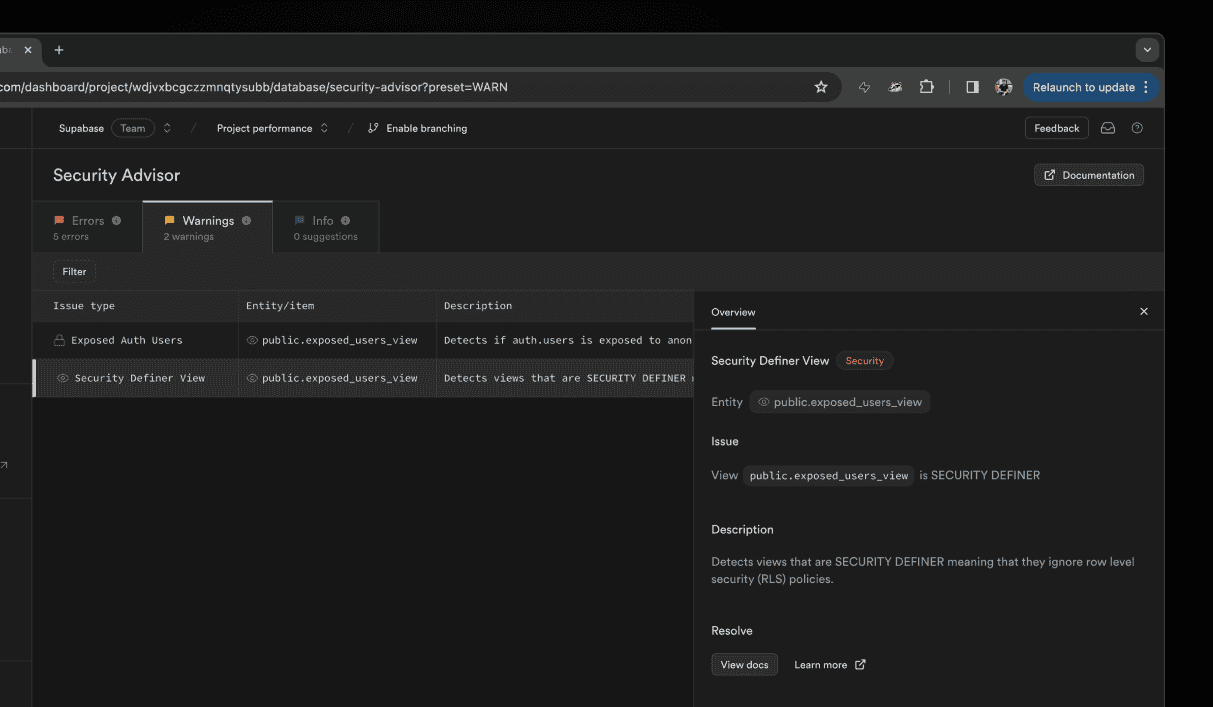 com/dashboard/project/wdjvxbcgczzmnqtysubb/database/security-advisor?preset=WARN
Relaunch to update
Supabase Team / Project performance / Enable branching
Feedback
Security Advisor
Documentation
Errors Warnings Info
5 errors 2 warnings 0 suggestions
Filter
Issue type Entity/item Description
Exposed Auth Users public.exposed_users_view Detects if auth.users is exposed to anon
Security Definer View public.exposed_users_view Detects views that are SECURITY DEFINER
Overview
Security Definer View Security
Entity public.exposed_users_view
Issue
View public.exposed_users_view is SECURITY DEFINER
Description
Detects views that are SECURITY DEFINER meaning that they ignore row level
security (RLS) policies.
Resolve
View docs Learn more